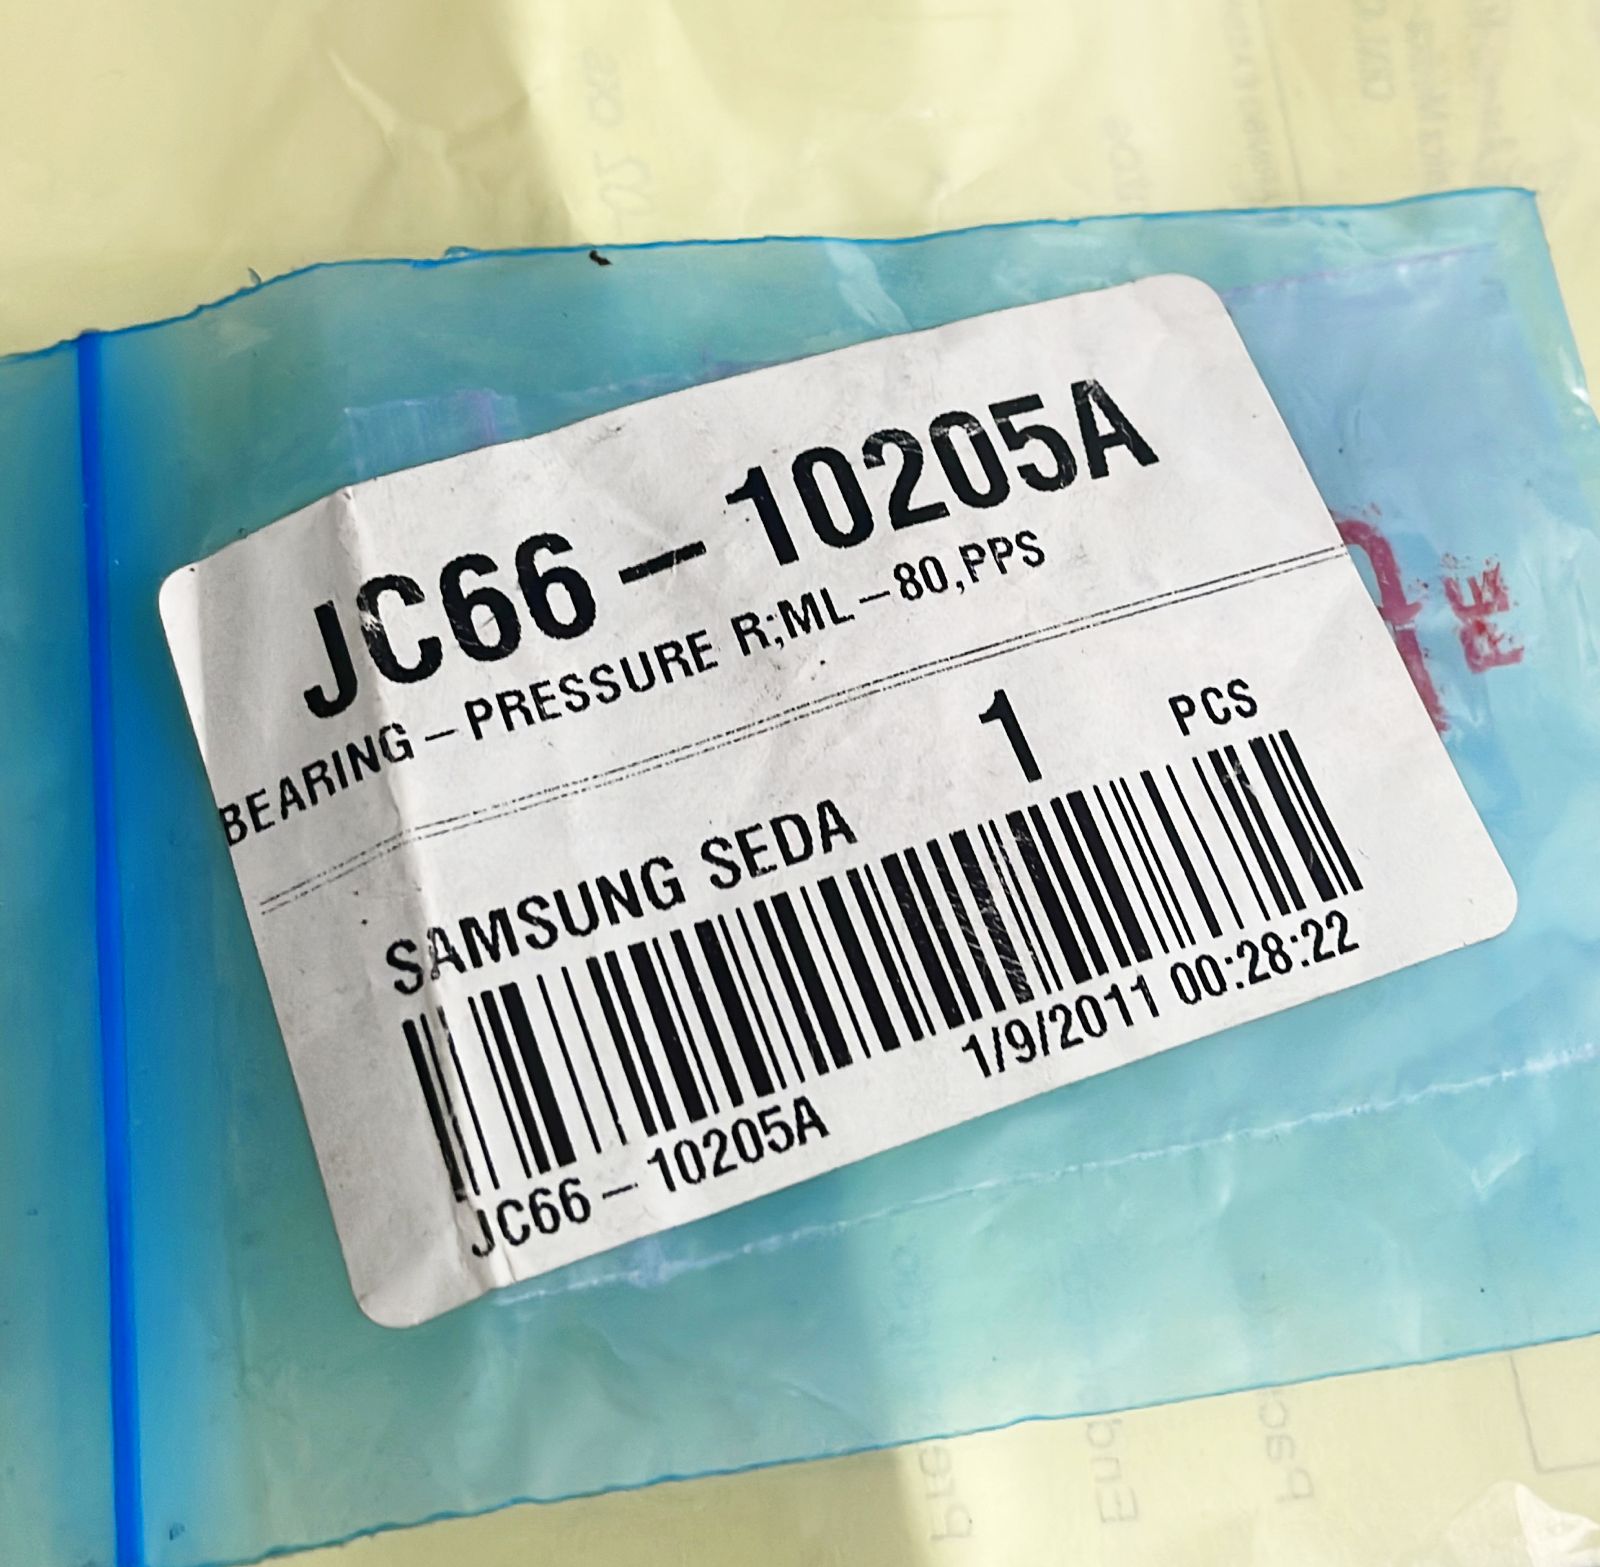 JC66-10205A
BEARING-PRESSURE R;ML-80,PPS
1 PCS
SAMSUNG SEDA
1/9/2011 00:28:22
JC66-10205A